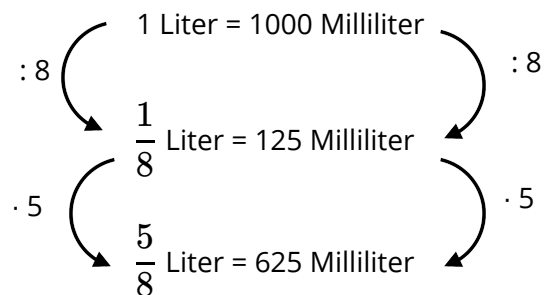 1 Liter = 1000 Milliliter
: 8 : 8
1/8 Liter = 125 Milliliter
· 5 · 5
5/8 Liter = 625 Milliliter